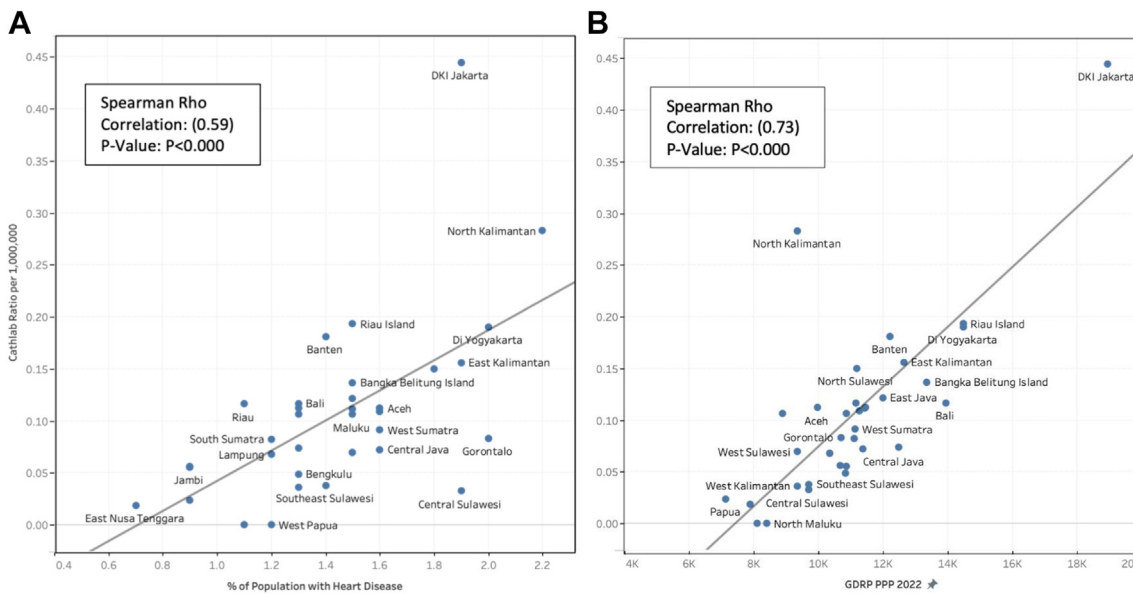 A
Cathlab Ratio per 1,000,000
0.45
0.40
0.35
0.30
0.25
0.20
0.15
0.10
0.05
0.00
Spearman Rho
Correlation: (0.59)
P-Value: P<0.000
DKI Jakarta
North Kalimantan
Riau Island
Banten
Di Yogyakarta
East Kalimantan
Bangka Belitung Island
Riau
Bali
Aceh
Maluku
South Sumatra
West Sumatra
Lampung
Central Java
Gorontalo
Jambi
Bengkulu
Southeast Sulawesi
Central Sulawesi
East Nusa Tenggara
West Papua
0.4 0.6 0.8 1.0 1.2 1.4 1.6 1.8 2.0 2.2
% of Population with Heart Disease
B
0.45
0.40
0.35
0.30
0.25
0.20
0.15
0.10
0.05
0.00
Spearman Rho
Correlation: (0.73)
P-Value: P<0.000
DKI Jakarta
North Kalimantan
Riau Island
Di Yogyakarta
Banten
East Kalimantan
North Sulawesi
Bangka Belitung Island
East Java
Bali
Aceh
Gorontalo
West Sumatra
West Sulawesi
Central Java
West Kalimantan
Southeast Sulawesi
Central Sulawesi
Papua
North Maluku
4K 6K 8K 10K 12K 14K 16K 18K 20
GDRP PPP 2022